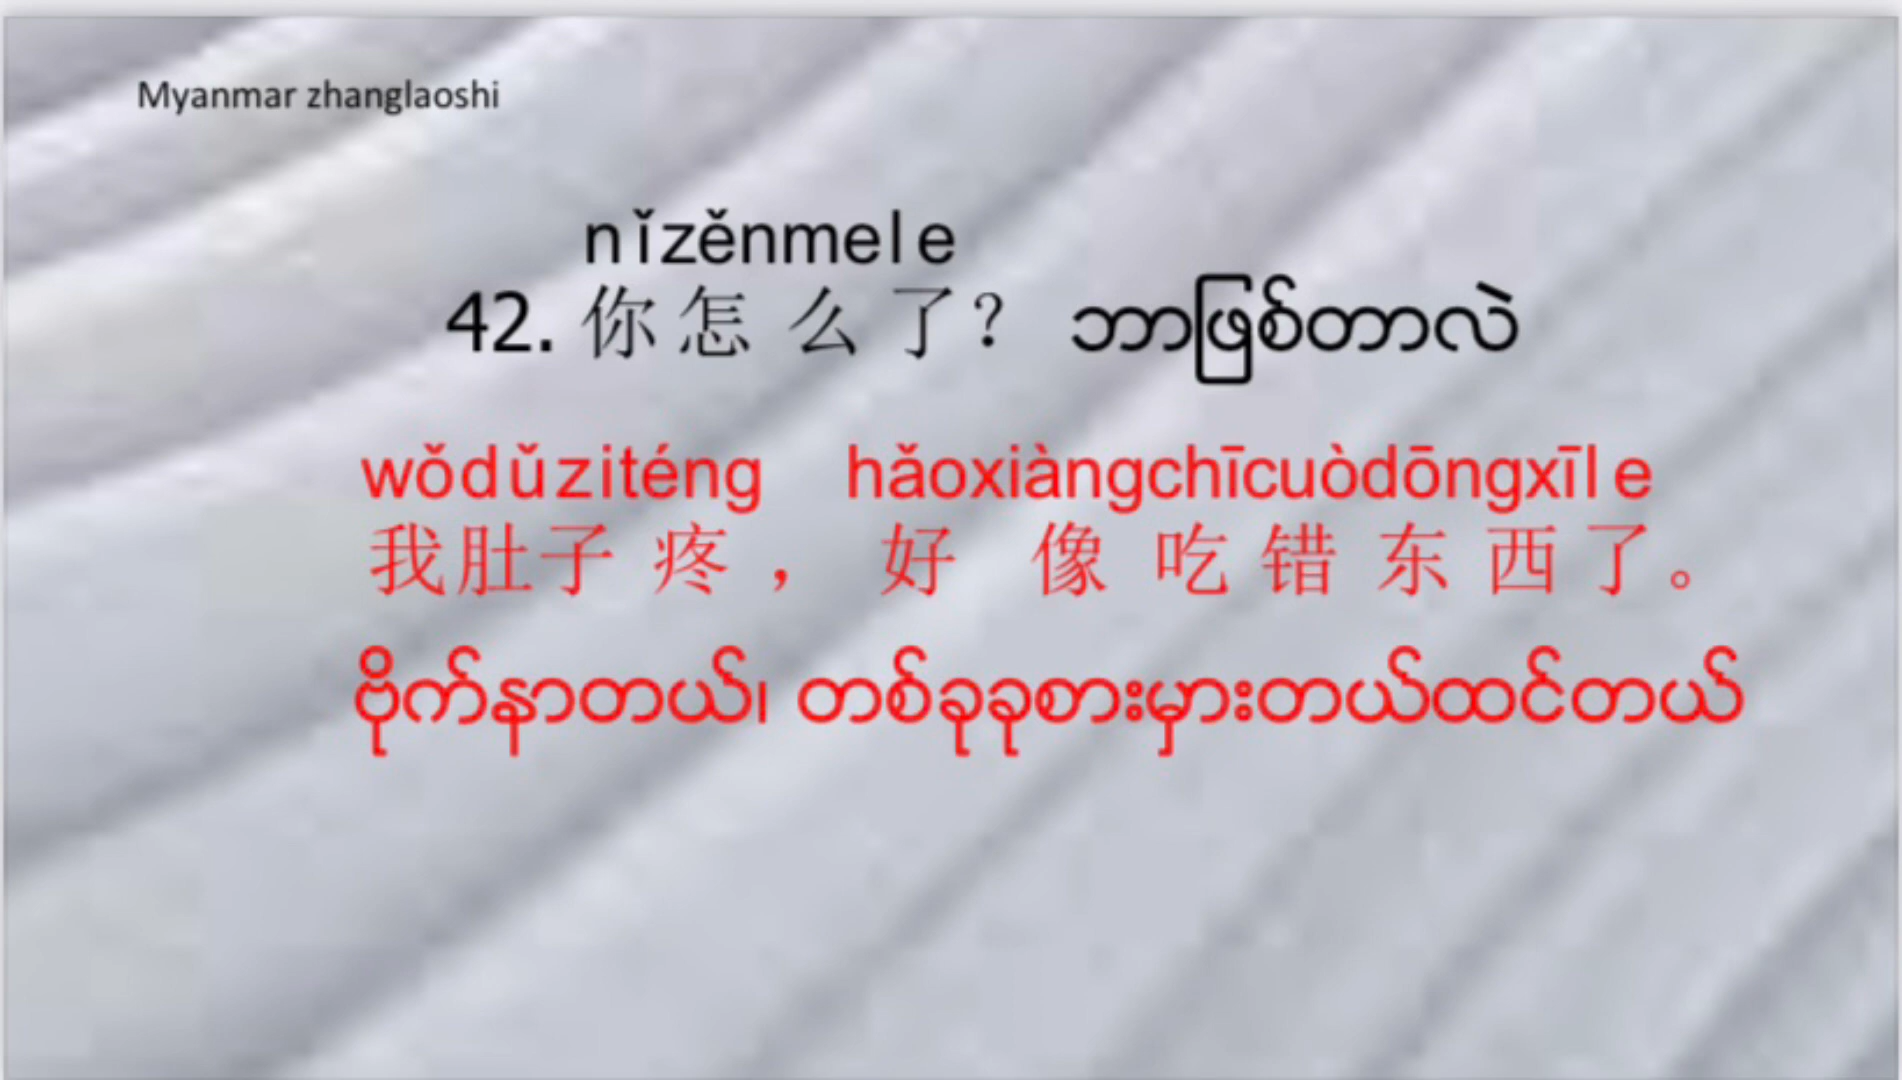 Myanmar zhanglaoshi
nǐzěnmele
42. 你怎么了？ ဘာဖြစ်တာလဲ
wǒdǔziténg hǎoxiàngchīcuòdōngxīle
我肚子疼，好像吃错东西了。
ဗိုက်နာတယ်၊ တစ်ခုခုစားမှားတယ်ထင်တယ်